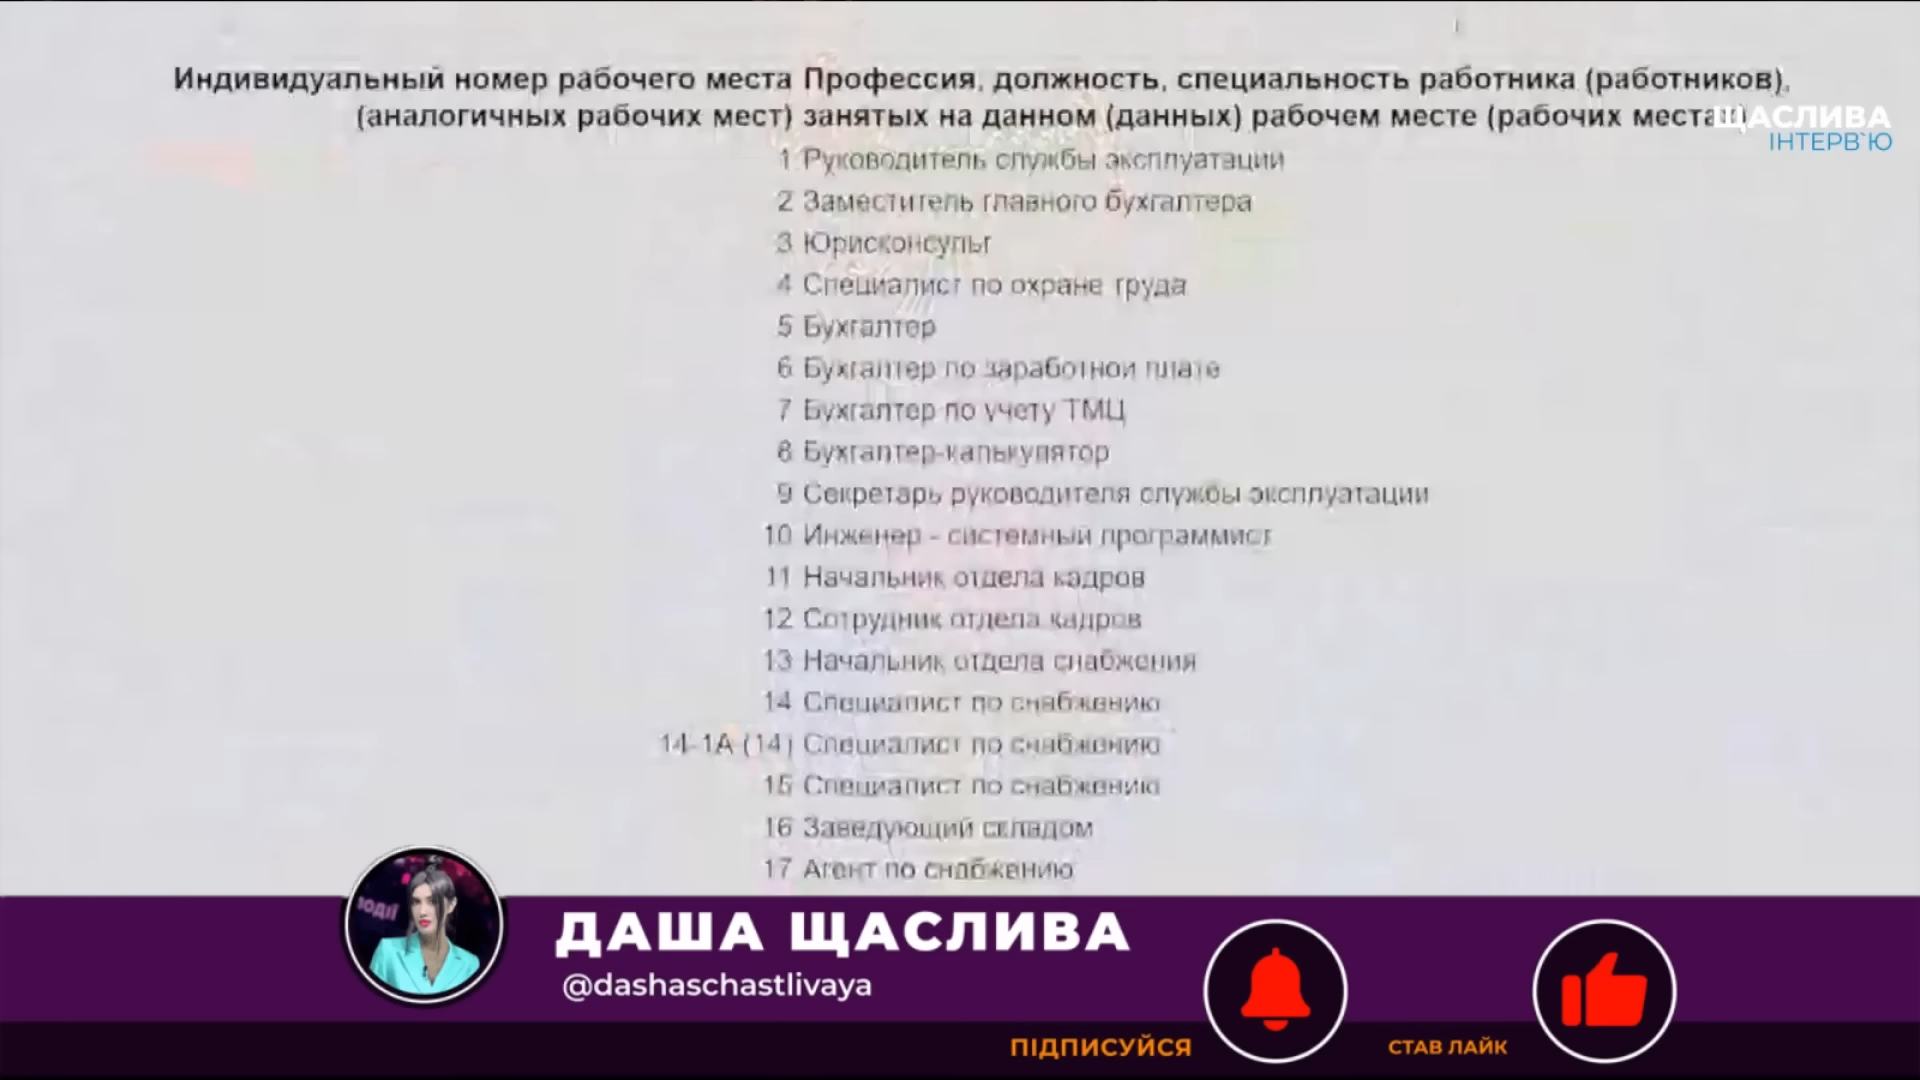 Индивидуальный номер рабочего места Профессия, должность, специальность работника (работников),
(аналогичных рабочих мест) занятых на данном (данных) рабочем месте (рабочих места
ЩАСЛИВА
ІНТЕРВ`Ю
1 Руководитель службы эксплуатации
2 Заместитель главного бухгалтера
3 Юрисконсульт
4 Специалист по охране труда
5 Бухгалтер
6 Бухгалтер по заработной плате
7 Бухгалтер по учету ТМЦ
8 Бухгалтер-калькулятор
9 Секретарь руководителя службы эксплуатации
10 Инженер - системный программист
11 Начальник отдела кадров
12 Сотрудник отдела кадров
13 Начальник отдела снабжения
14 Специалист по снабжению
14-1А (14) Специалист по снабжению
15 Специалист по снабжению
16 Заведующий складом
17 Агент по снабжению
ПОДІЇ
ДАША ЩАСЛИВА
@dashaschastlivaya
ПІДПИСУЙСЯ
СТАВ ЛАЙК